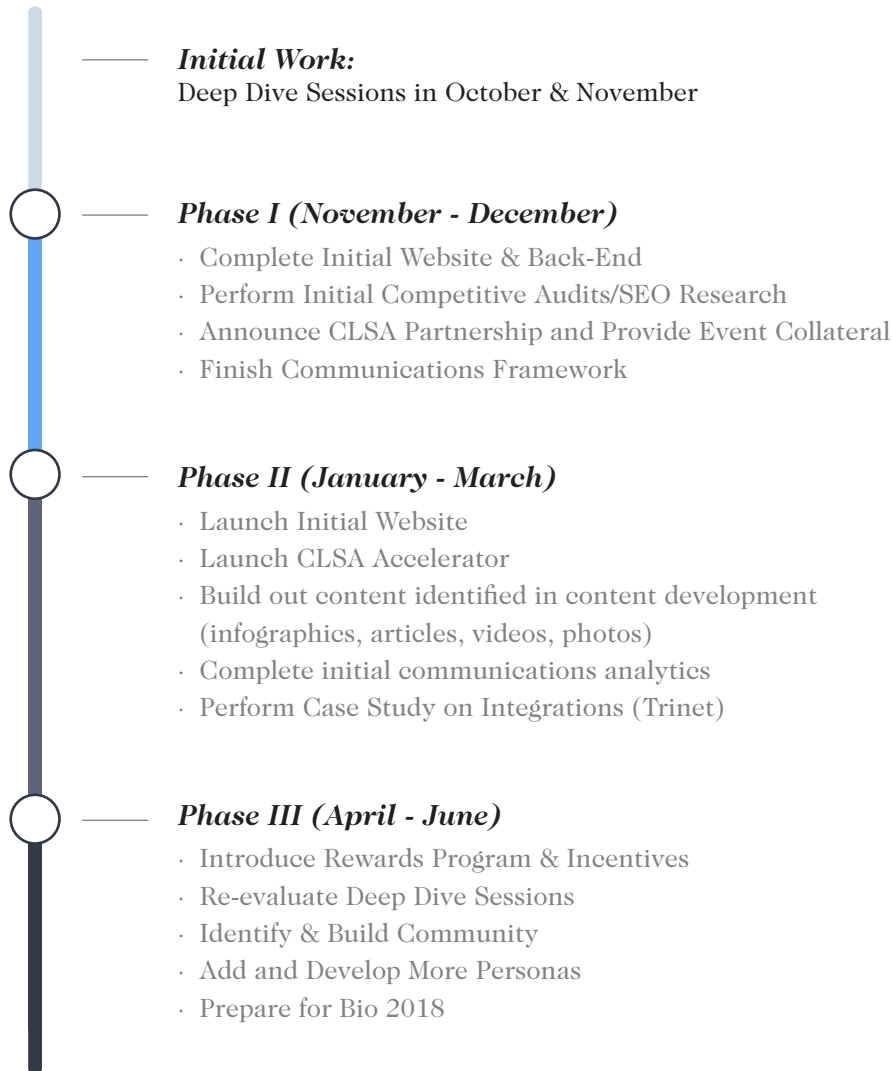 Initial Work:
Deep Dive Sessions in October & November
Phase I (November - December)
· Complete Initial Website & Back-End
· Perform Initial Competitive Audits/SEO Research
· Announce CLSA Partnership and Provide Event Collateral
· Finish Communications Framework
Phase II (January - March)
· Launch Initial Website
· Launch CLSA Accelerator
· Build out content identified in content development
(infographics, articles, videos, photos)
· Complete initial communications analytics
· Perform Case Study on Integrations (Trinet)
Phase III (April - June)
· Introduce Rewards Program & Incentives
· Re-evaluate Deep Dive Sessions
· Identify & Build Community
· Add and Develop More Personas
· Prepare for Bio 2018